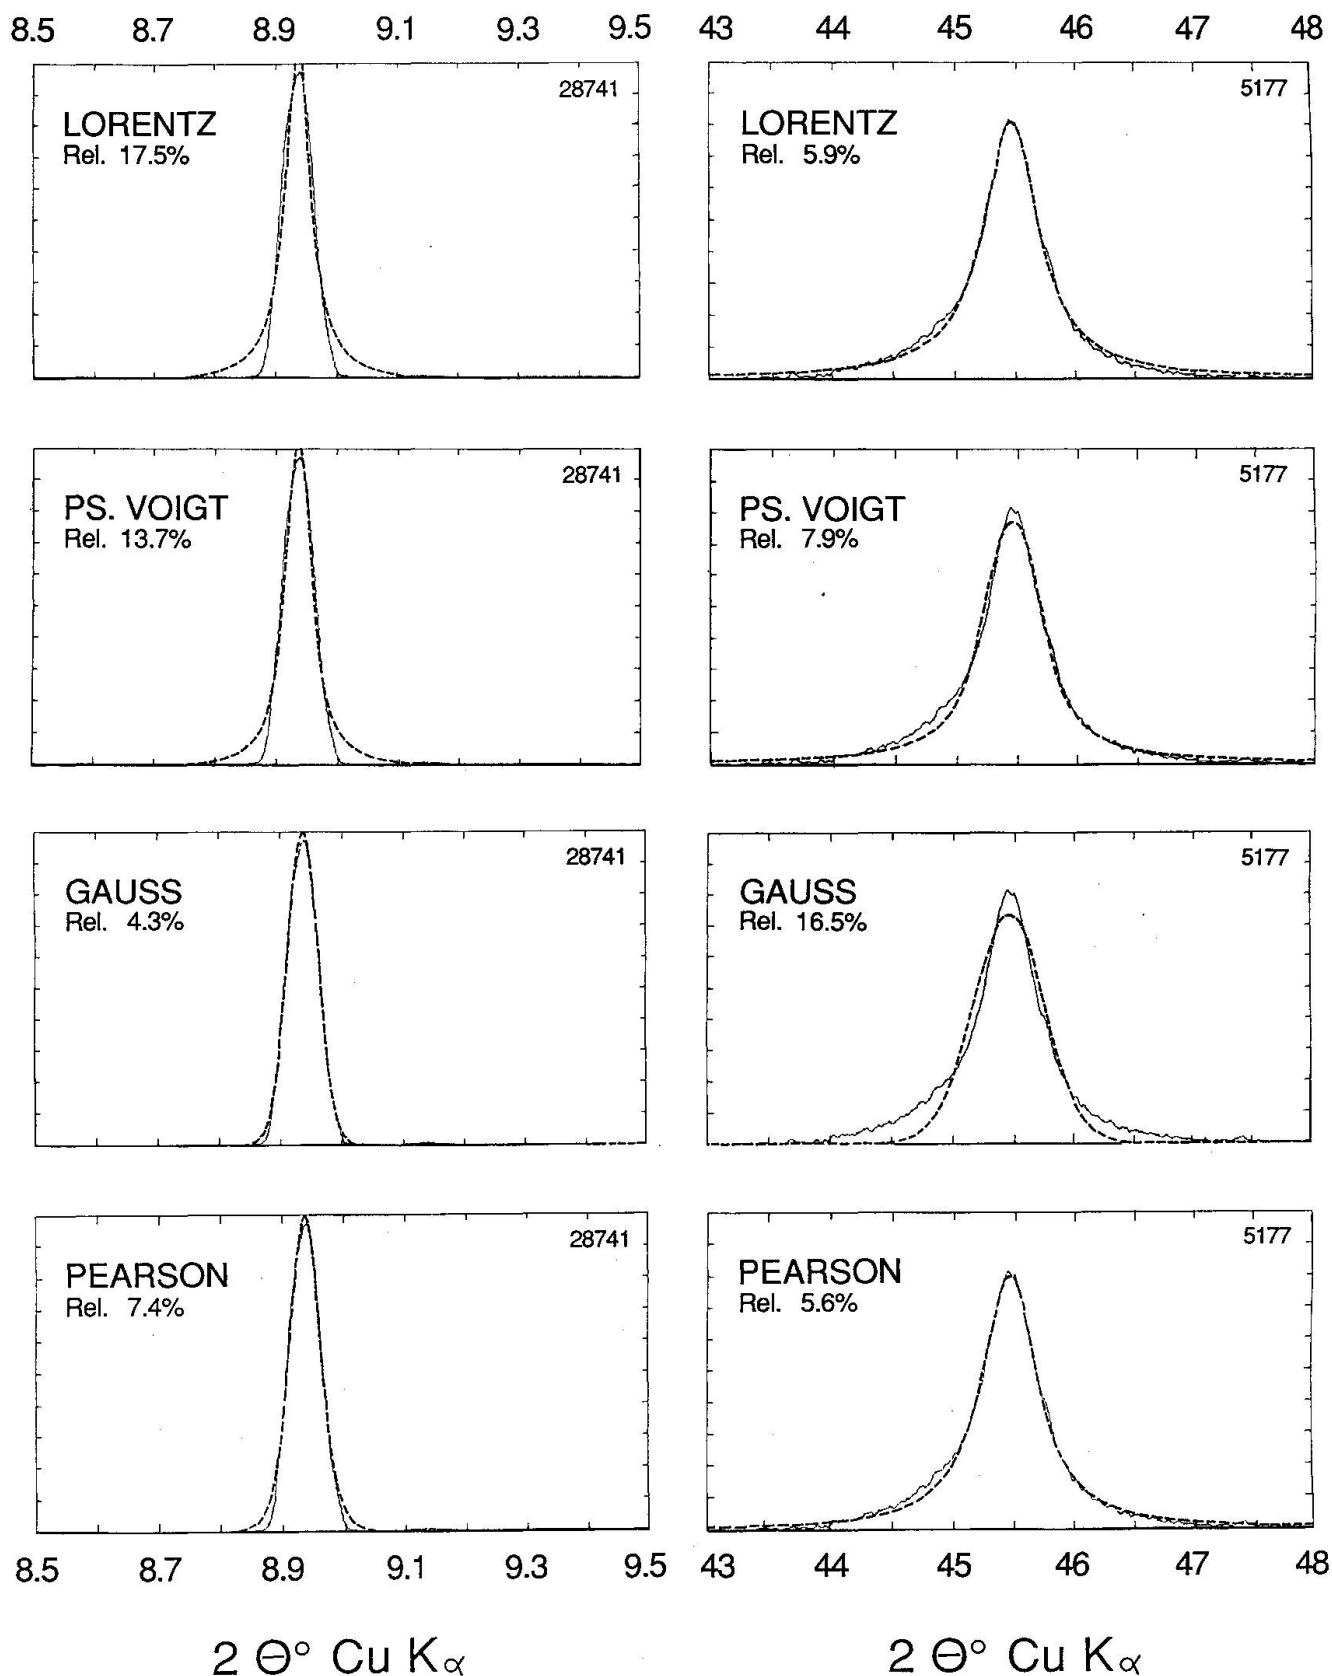 8.5 8.7 8.9 9.1 9.3 9.5 43 44 45 46 47 48
28741
LORENTZ
Rel. 17.5%
5177
LORENTZ
Rel. 5.9%
28741
PS. VOIGT
Rel. 13.7%
5177
PS. VOIGT
Rel. 7.9%
28741
GAUSS
Rel. 4.3%
5177
GAUSS
Rel. 16.5%
28741
PEARSON
Rel. 7.4%
5177
PEARSON
Rel. 5.6%
8.5 8.7 8.9 9.1 9.3 9.5 43 44 45 46 47 48
2 Θ° Cu Kα 2 Θ° Cu Kα